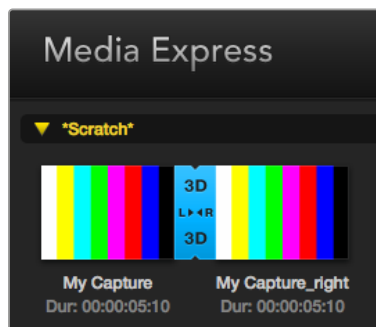 Media Express
*Scratch*
3D
L R
3D
My Capture My Capture_right
Dur: 00:00:05:10 Dur: 00:00:05:10